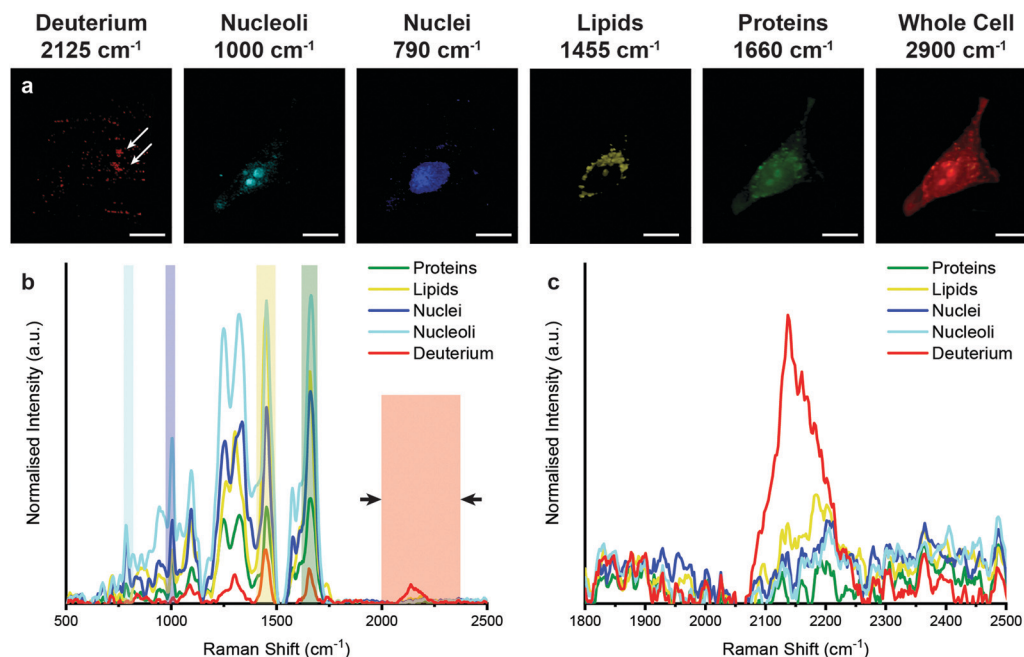 Deuterium
2125 cm⁻¹
Nucleoli
1000 cm⁻¹
Nuclei
790 cm⁻¹
Lipids
1455 cm⁻¹
Proteins
1660 cm⁻¹
Whole Cell
2900 cm⁻¹
a
b
Proteins
Lipids
Nuclei
Nucleoli
Deuterium
Normalised Intensity (a.u.)
500 1000 1500 2000 2500
Raman Shift (cm⁻¹)
c
Proteins
Lipids
Nuclei
Nucleoli
Deuterium
Normalised Intensity (a.u.)
1800 1900 2000 2100 2200 2300 2400 2500
Raman Shift (cm⁻¹)